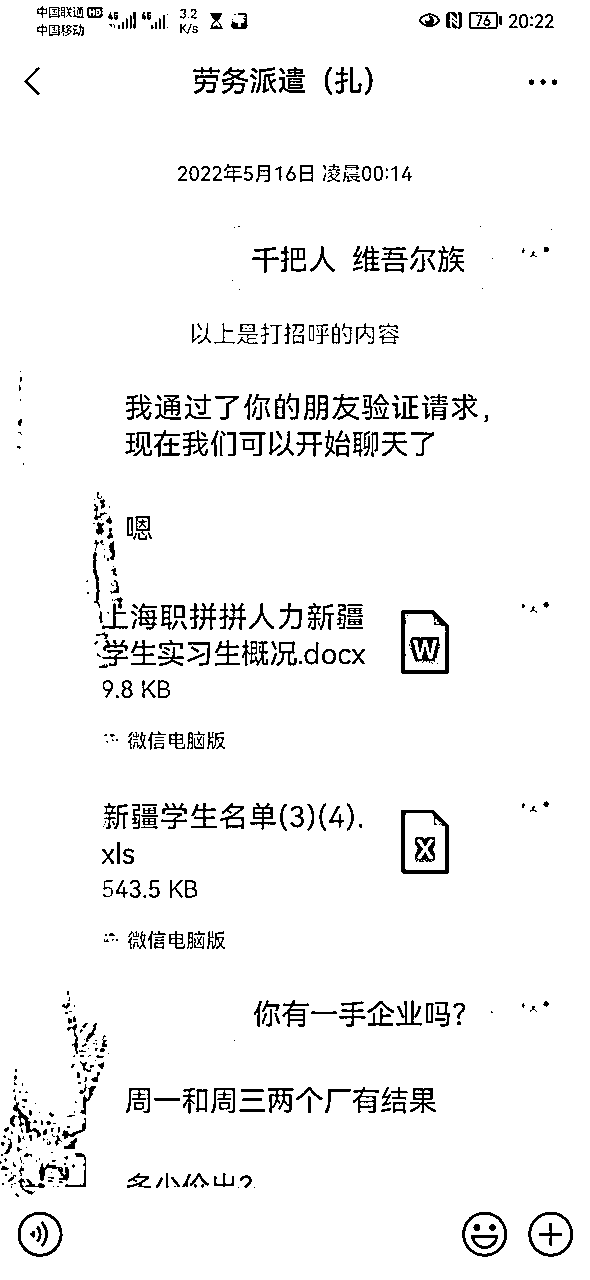 中国联通HD
中国移动
4G 4G 3.2 K/s
76 20:22
劳务派遣（扎）
2022年5月16日 凌晨00:14
千把人 维吾尔族
以上是打招呼的内容
我通过了你的朋友验证请求，
现在我们可以开始聊天了
嗯
上海职拼拼人力新疆
学生实习生概况.docx
W
9.8 KB
微信电脑版
新疆学生名单(3)(4).
xls
X
543.5 KB
微信电脑版
你有一手企业吗？
周一和周三两个厂有结果
多少价出？